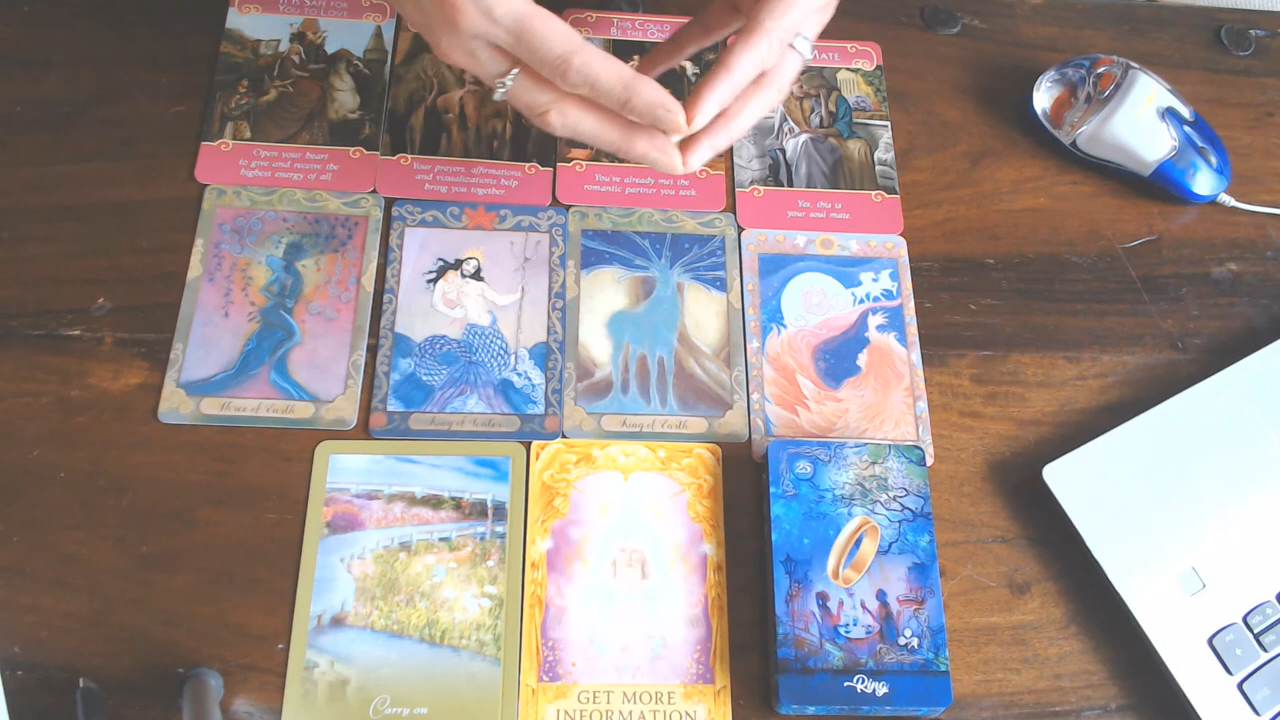 IT IS SAFE FOR
YOU TO LOVE
THIS COULD
BE THE ONE
MATE
Open your heart
to give and receive the
highest energy of all
Your prayers, affirmations,
and visualizations help
bring you together
You've already met the
romantic partner you seek.
Yes, this is
your soul mate.
Three of Earth
King of Water
King of Earth
25
Carry on
GET MORE
INFORMATION
Ring